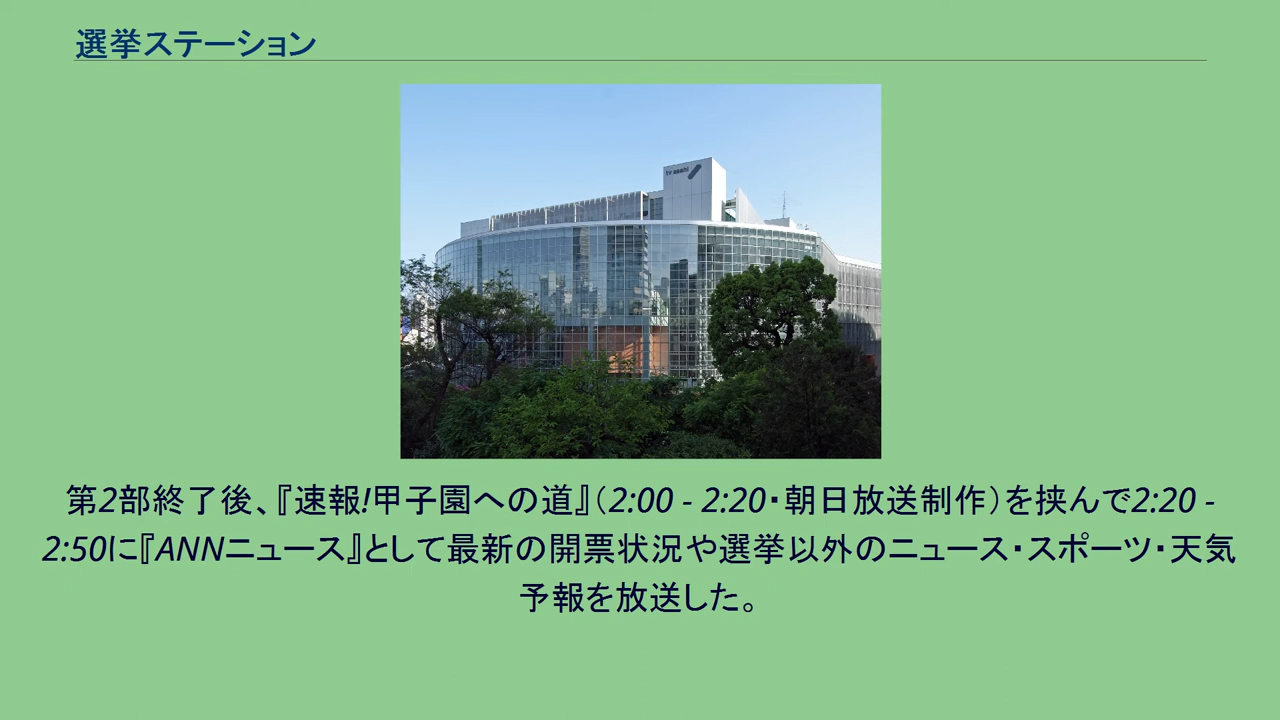 選挙ステーション
tv asahi
第2部終了後、『速報!甲子園への道』（2:00 - 2:20・朝日放送制作）を挟んで2:20 -
2:50に『ANNニュース』として最新の開票状況や選挙以外のニュース・スポーツ・天気
予報を放送した。